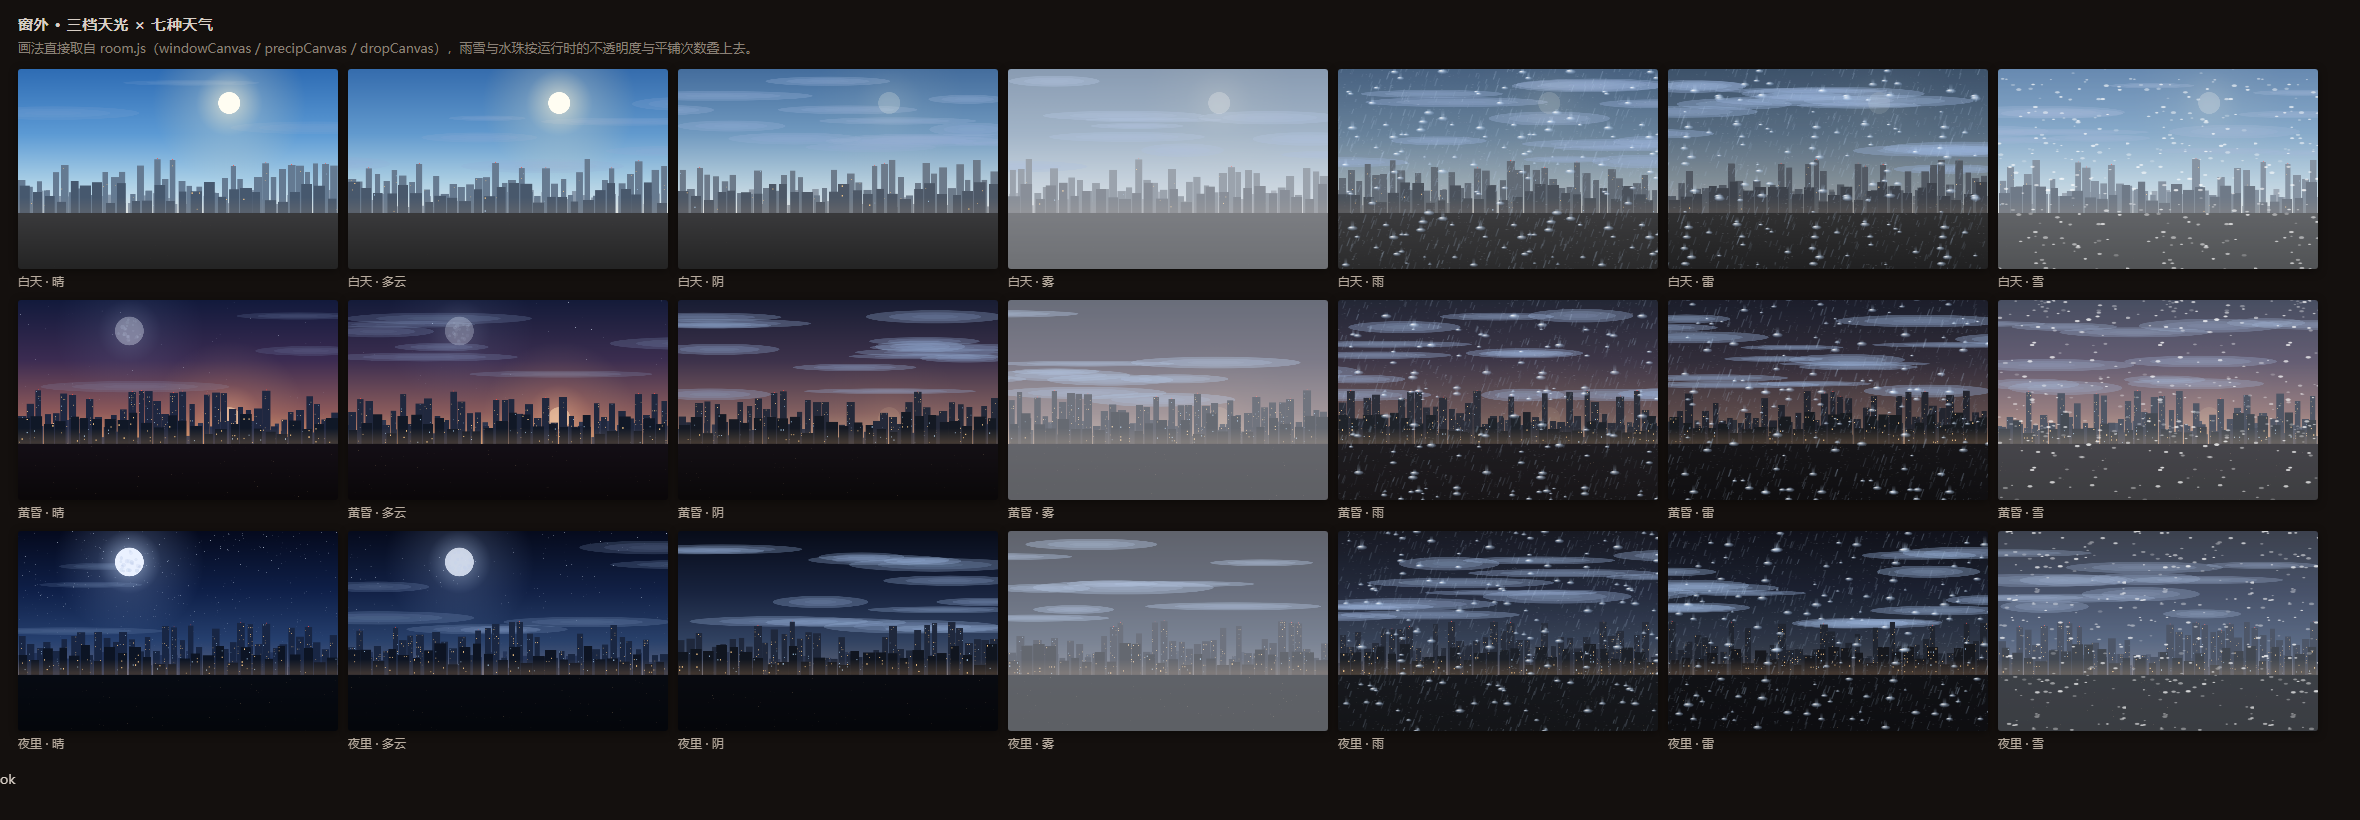 窗外 · 三档天光 × 七种天气
画法直接取自 room.js（windowCanvas / precipCanvas / dropCanvas），雨雪与水珠按运行时的不透明度与平铺次数叠上去。
白天 · 晴
白天 · 多云
白天 · 阴
白天 · 雾
白天 · 雨
白天 · 雷
白天 · 雪
黄昏 · 晴
黄昏 · 多云
黄昏 · 阴
黄昏 · 雾
黄昏 · 雨
黄昏 · 雷
黄昏 · 雪
夜里 · 晴
夜里 · 多云
夜里 · 阴
夜里 · 雾
夜里 · 雨
夜里 · 雷
夜里 · 雪
ok